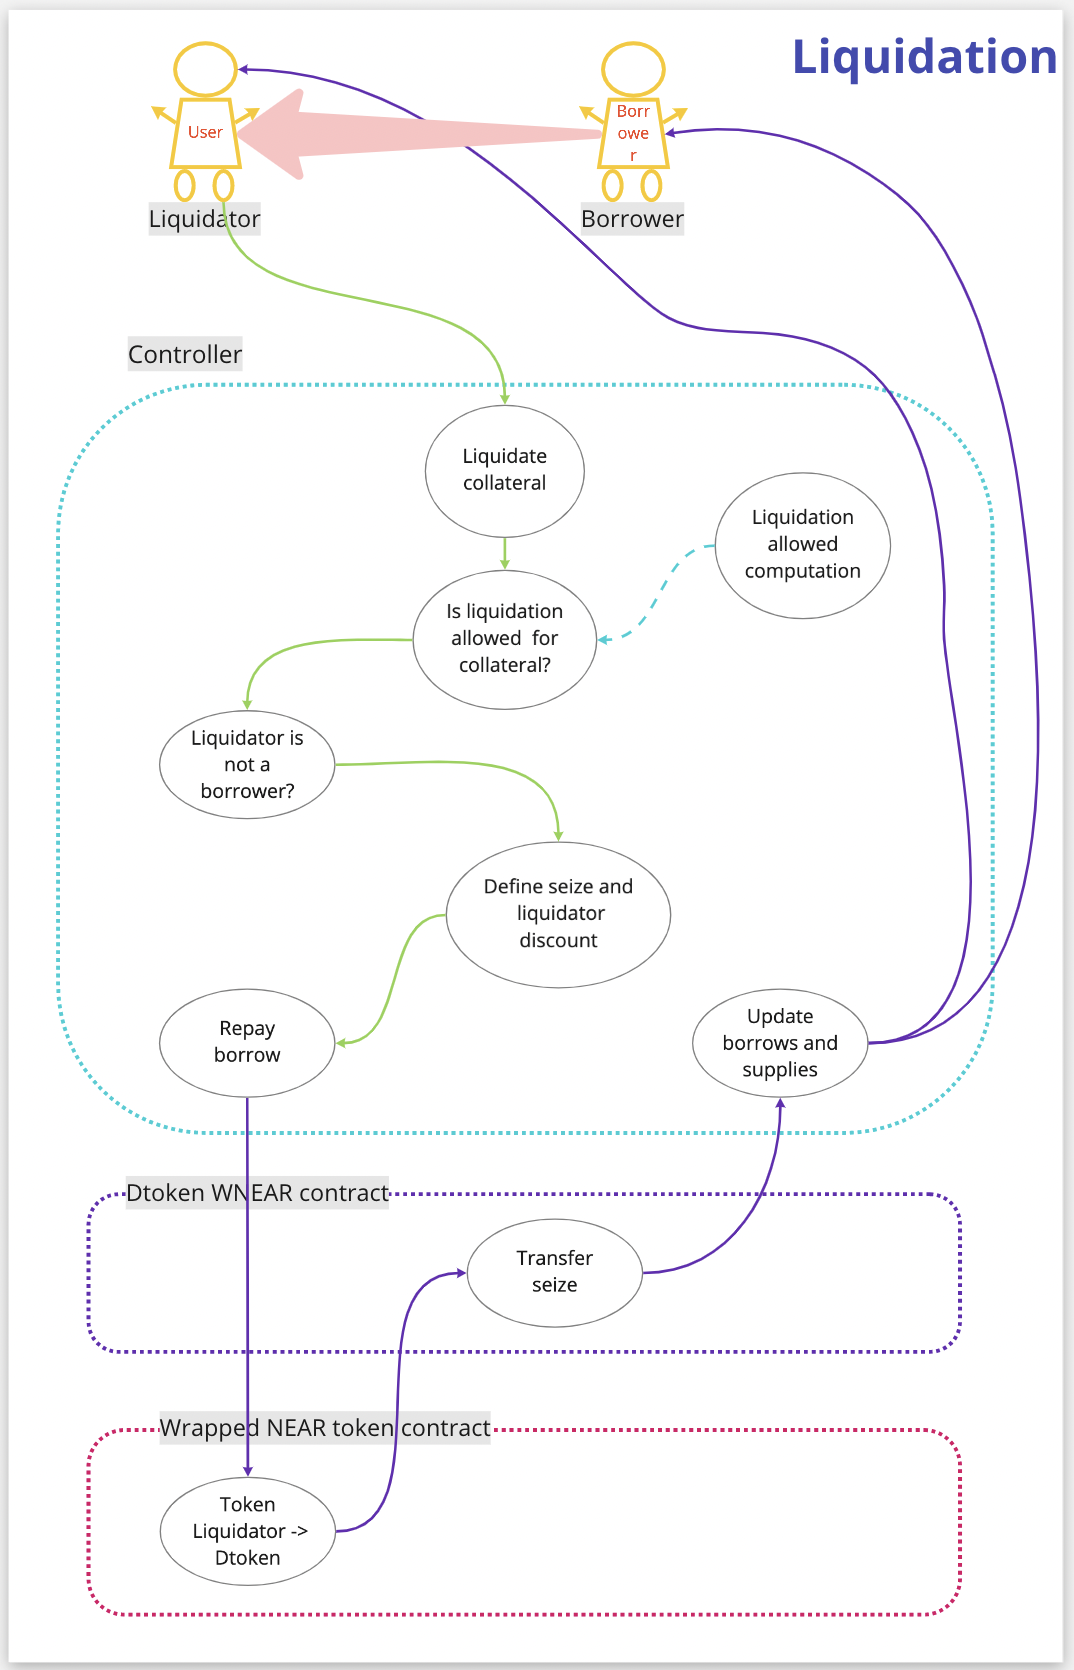 Liquidation
User
Borr
owe
r
Liquidator
Borrower
Controller
Liquidate
collateral
Liquidation
allowed
computation
Is liquidation
allowed for
collateral?
Liquidator is
not a
borrower?
Define seize and
liquidator
discount
Repay
borrow
Update
borrows and
supplies
Dtoken WNEAR contract
Transfer
seize
Wrapped NEAR token contract
Token
Liquidator ->
Dtoken